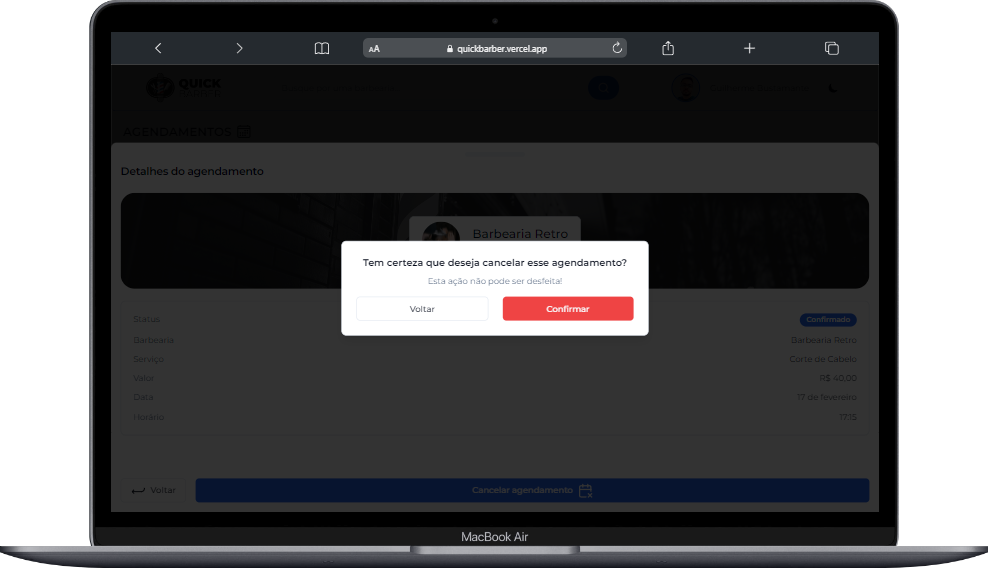 AA quickbarber.vercel.app
QUICK
AGENDAMENTOS
Detalhes do agendamento
Barbearia Retro
Tem certeza que deseja cancelar esse agendamento?
Esta ação não pode ser desfeita!
Voltar Confirmar
Status Confirmado
Barbearia Barbearia Retro
Serviço Corte de Cabelo
Valor R$ 40,00
Data 17 de fevereiro
Horário 17:15
Voltar Cancelar agendamento
MacBook Air